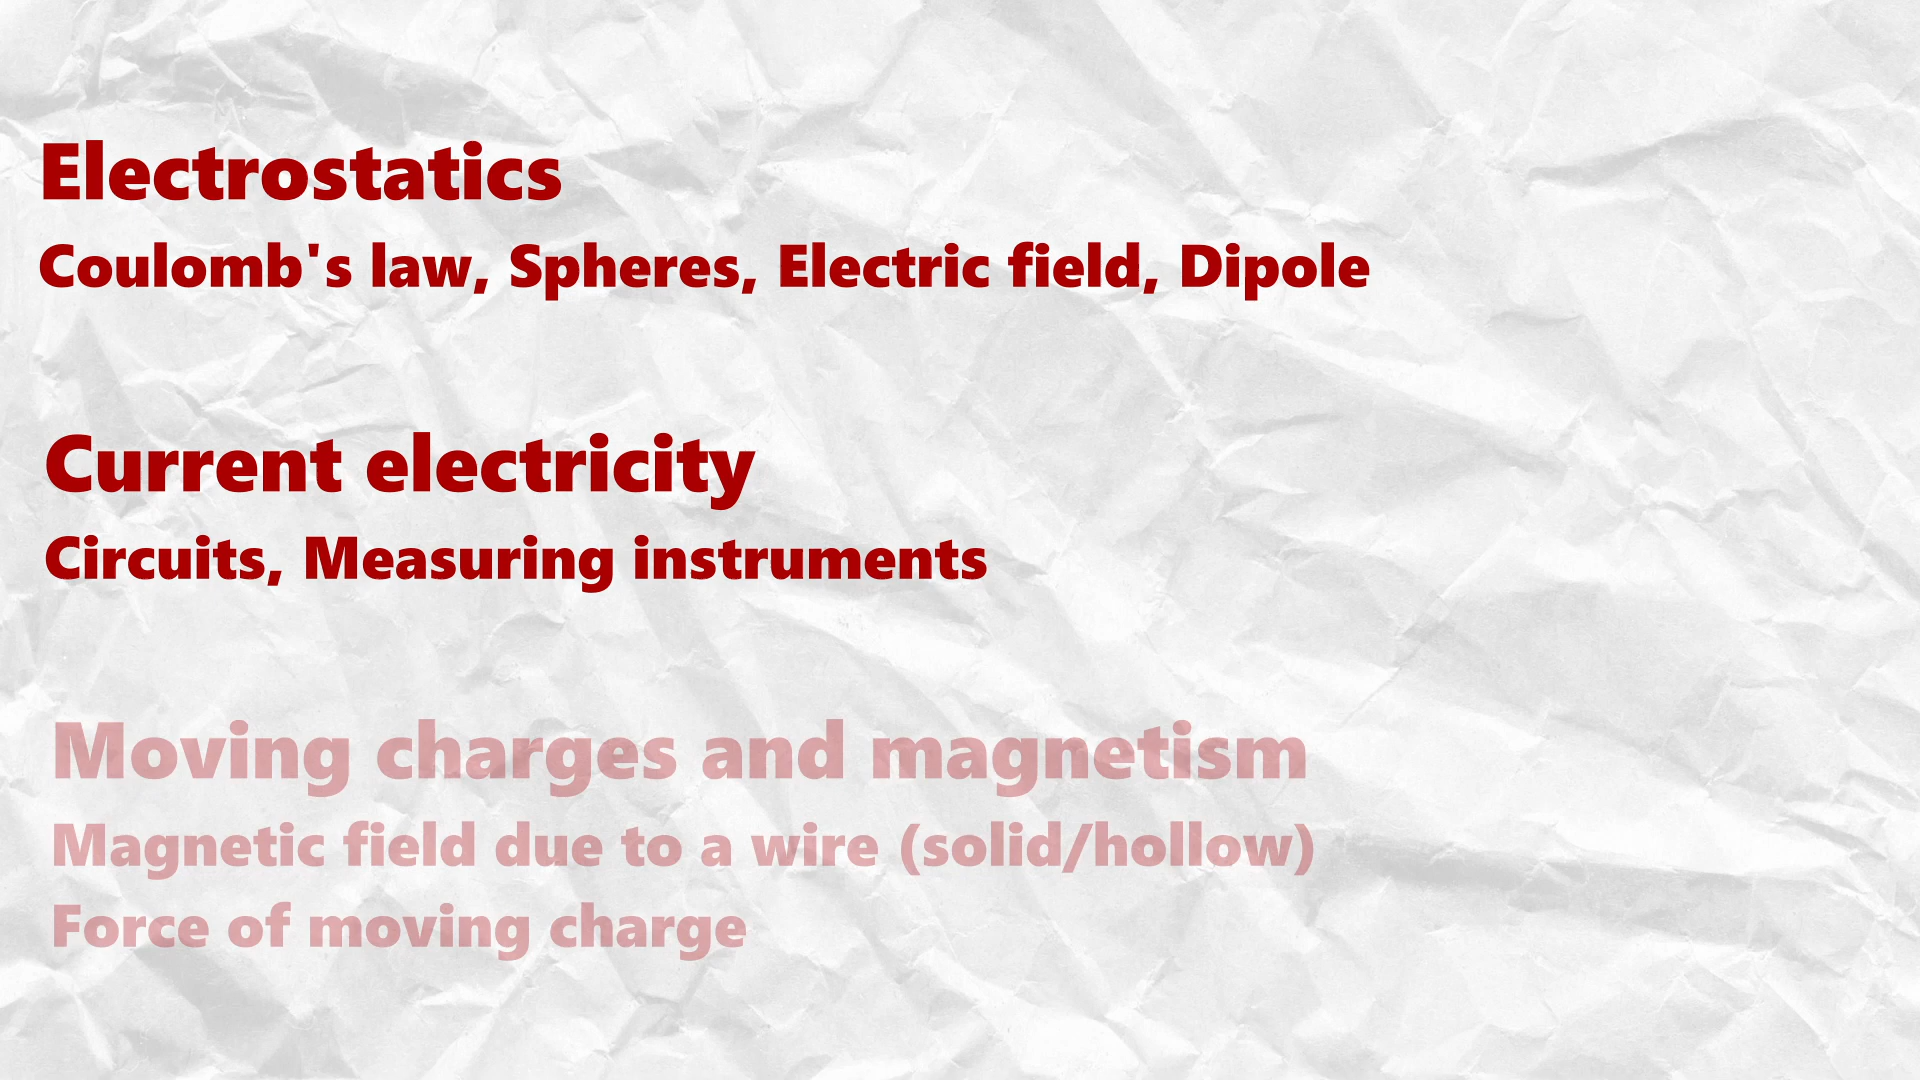 Electrostatics
Coulomb's law, Spheres, Electric field, Dipole
Current electricity
Circuits, Measuring instruments
Moving charges and magnetism
Magnetic field due to a wire (solid/hollow)
Force of moving charge